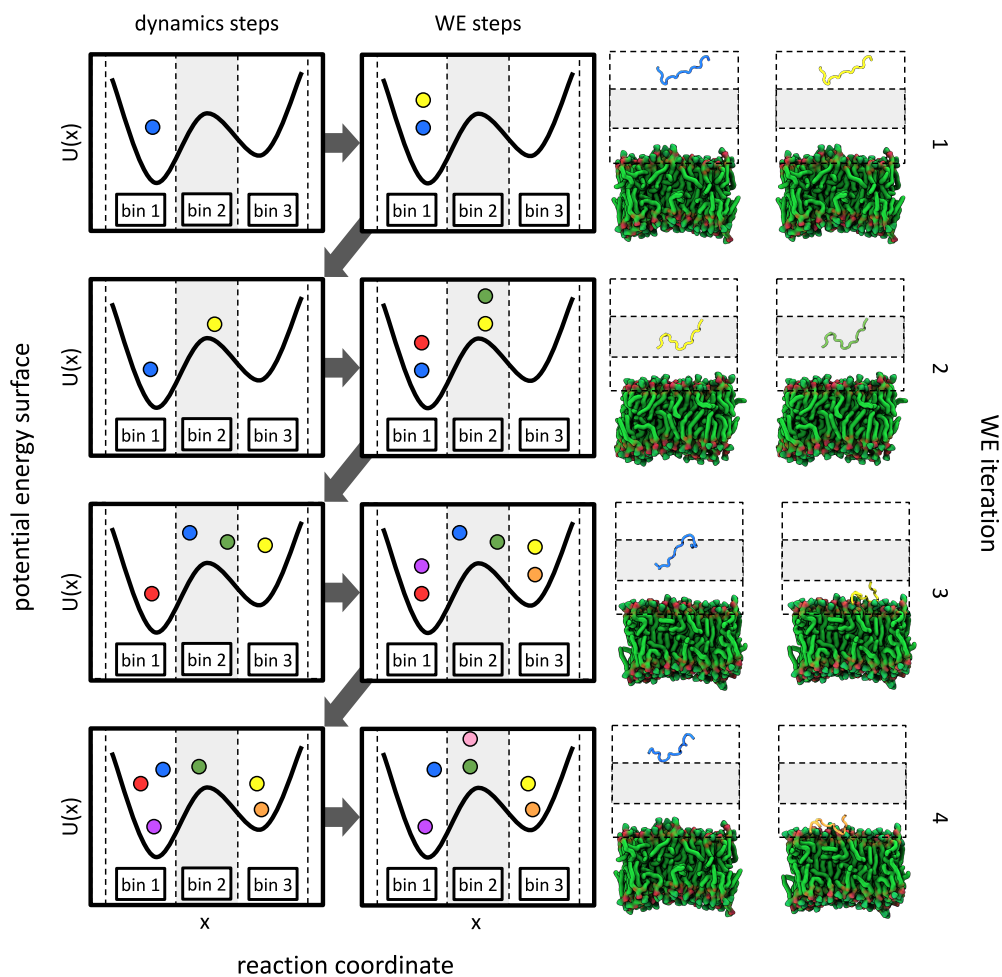 dynamics steps
WE steps
U(x)
bin 1
bin 2
bin 3
bin 1
bin 2
bin 3
1
U(x)
bin 1
bin 2
bin 3
bin 1
bin 2
bin 3
2
potential energy surface
WE iteration
U(x)
bin 1
bin 2
bin 3
bin 1
bin 2
bin 3
3
U(x)
bin 1
bin 2
bin 3
bin 1
bin 2
bin 3
4
x
x
reaction coordinate